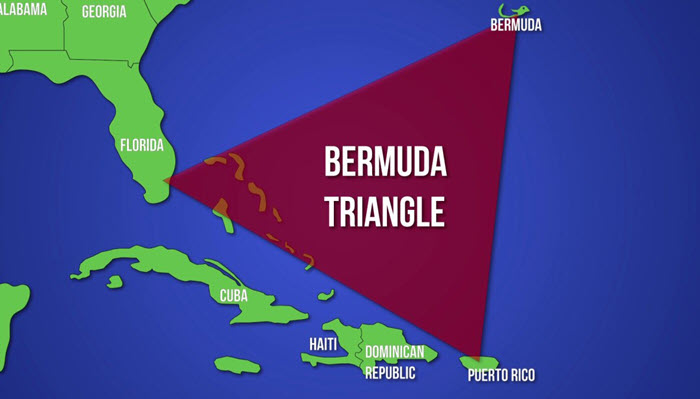 ALABAMA
GEORGIA
BERMUDA
FLORIDA
BERMUDA
TRIANGLE
CUBA
HAITI
DOMINICAN
REPUBLIC
PUERTO RICO